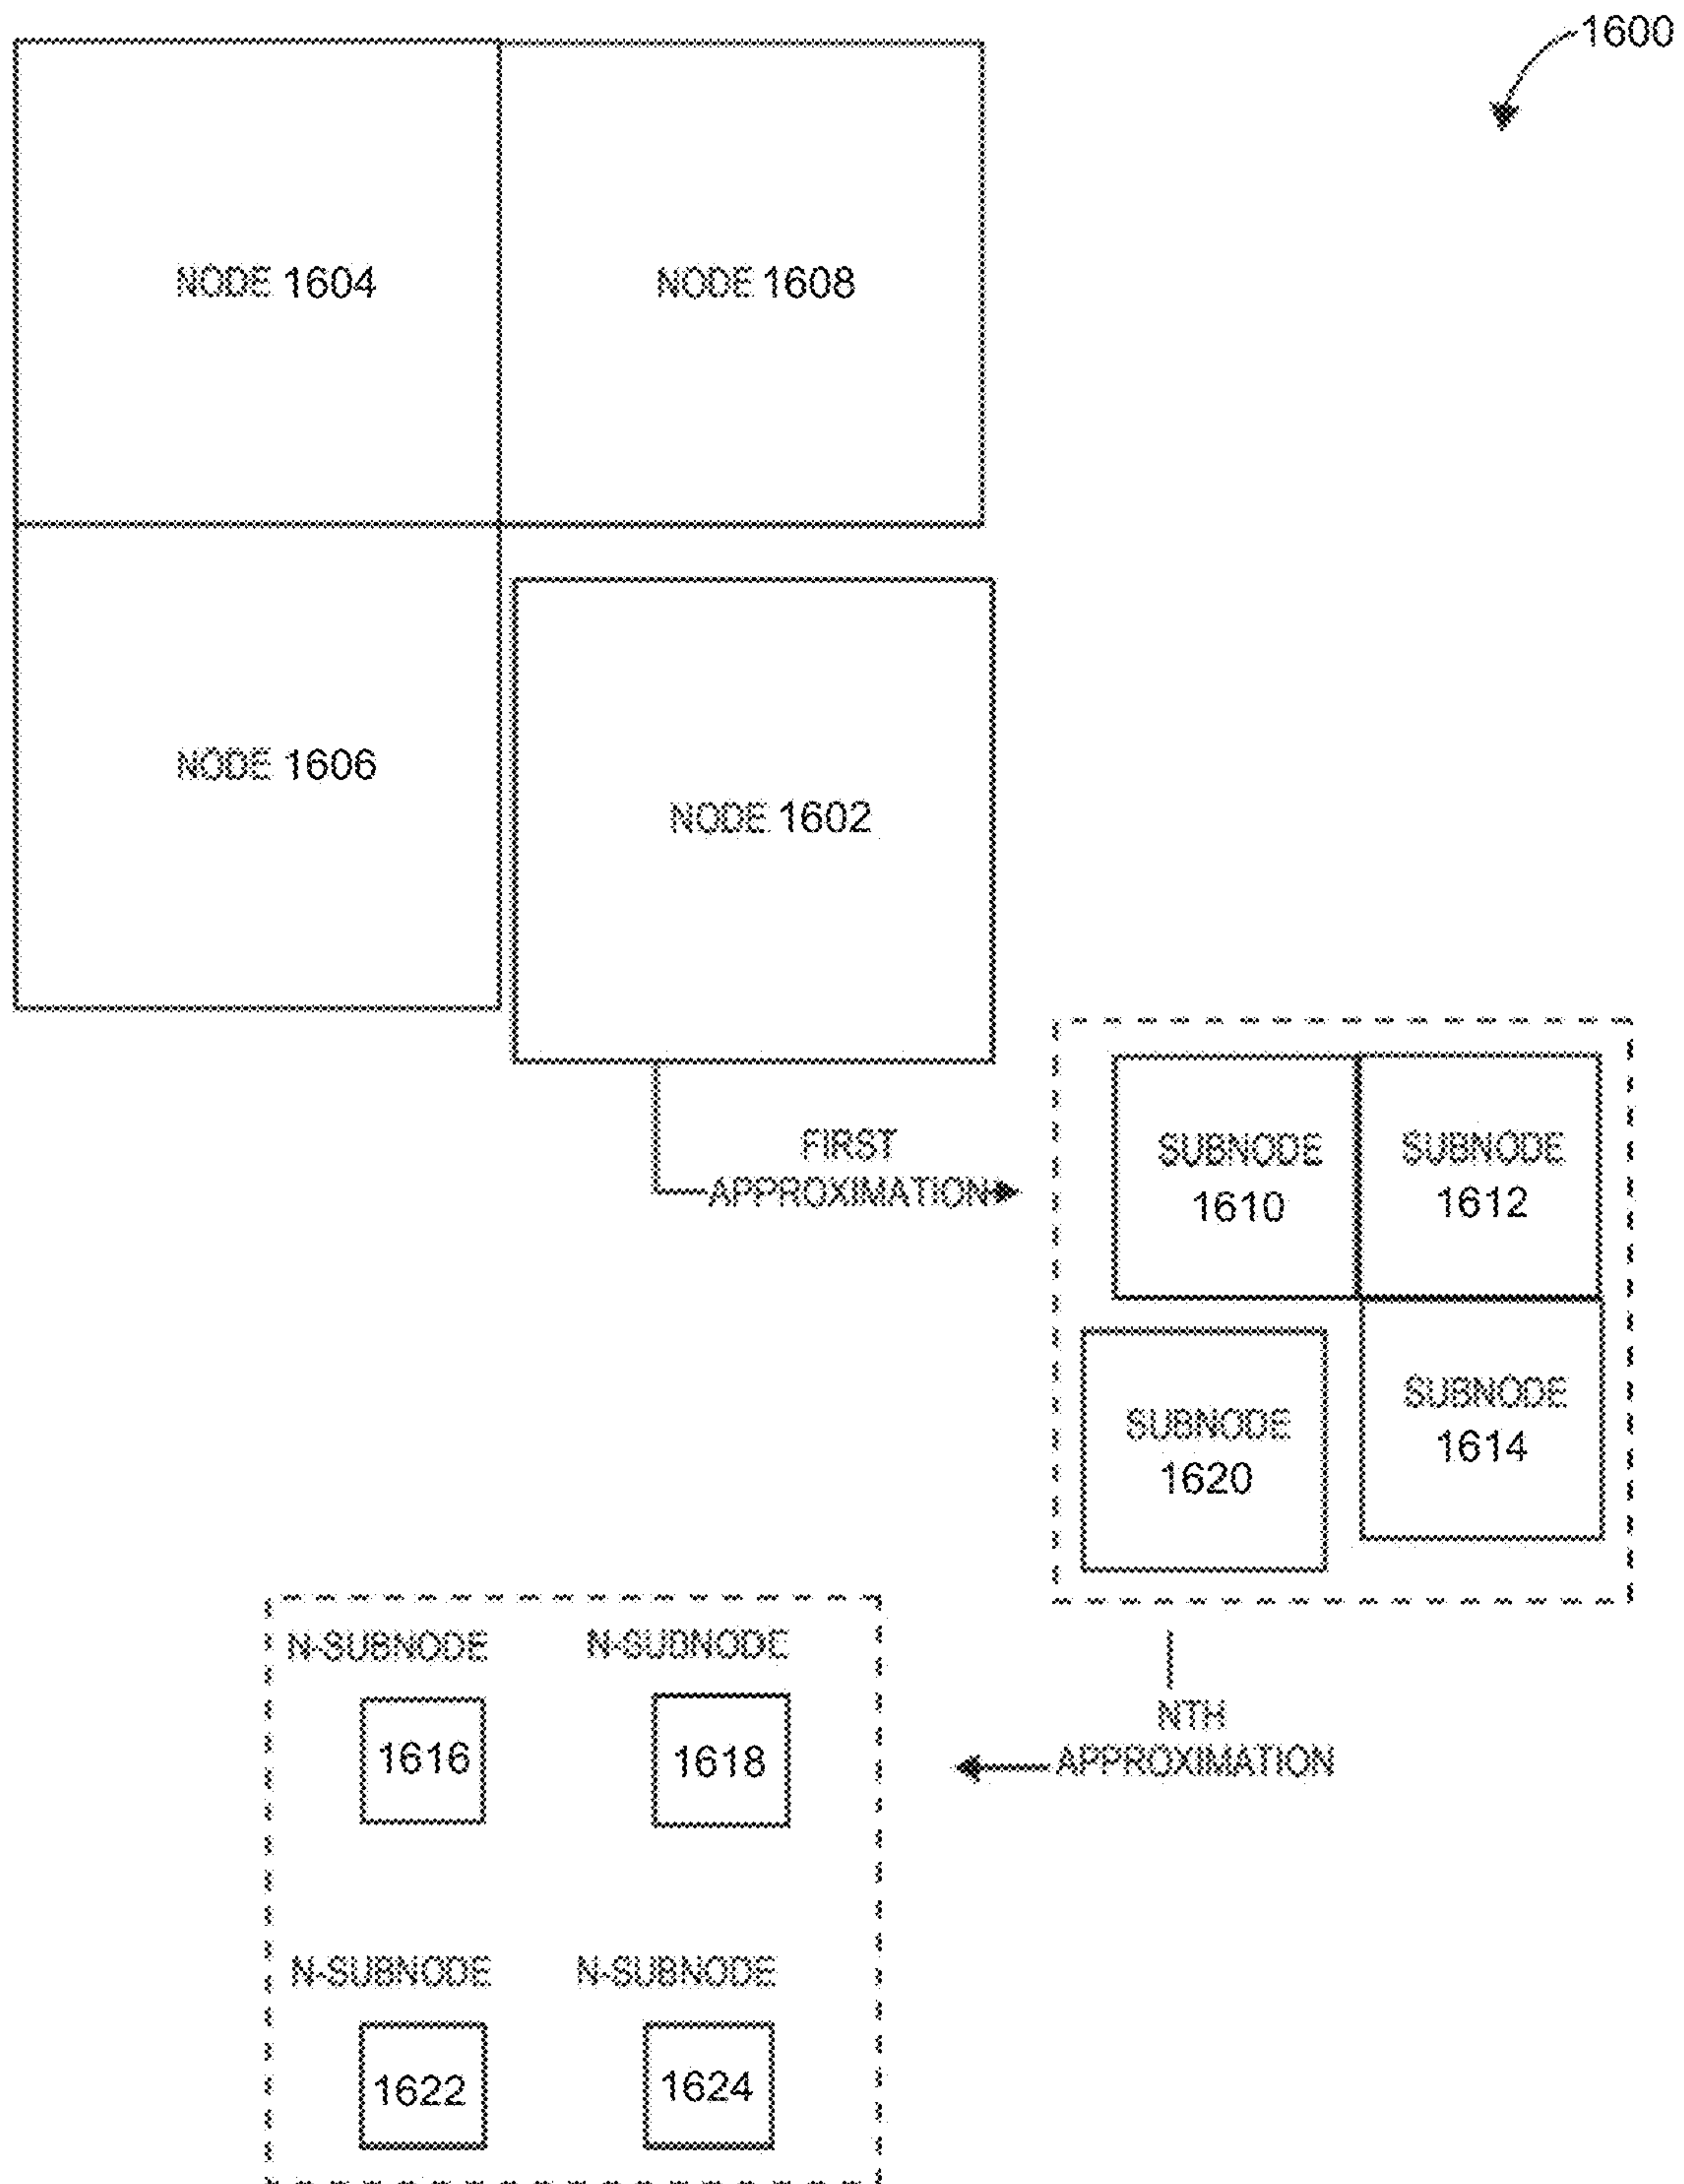 1600
NODE 1604
NODE 1608
NODE 1606
NODE 1602
FIRST
APPROXIMATION
SUBNODE
1610
SUBNODE
1612
SUBNODE
1620
SUBNODE
1614
NTH
APPROXIMATION
N-SUBNODE
1616
N-SUBNODE
1618
N-SUBNODE
1622
N-SUBNODE
1624